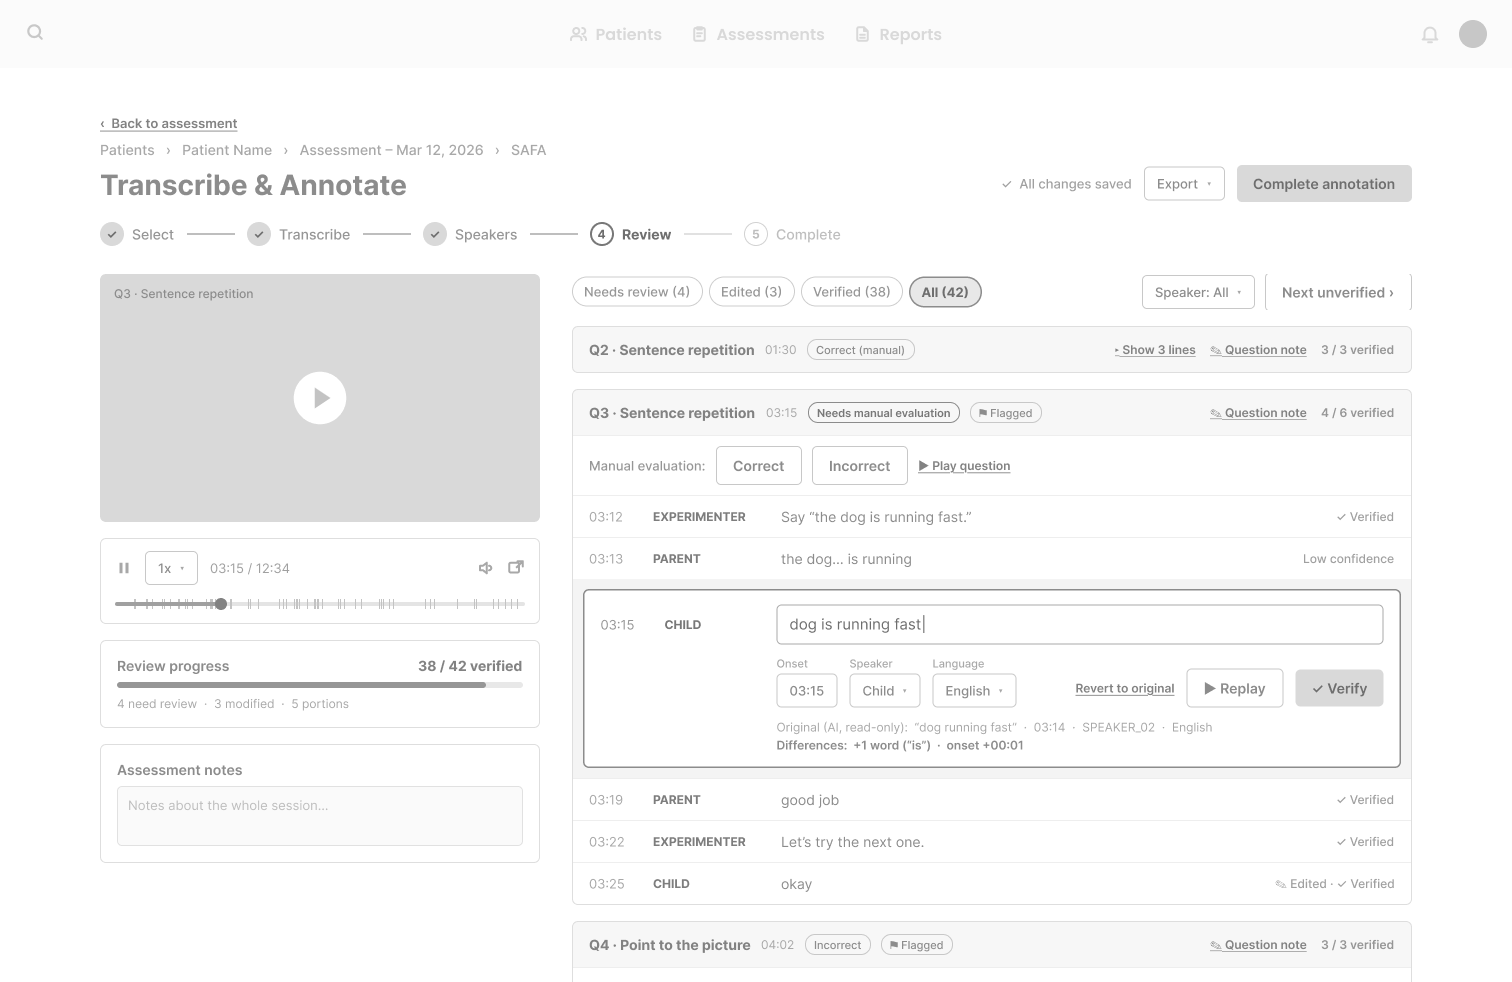 Patients Assessments Reports
‹ Back to assessment
Patients › Patient Name › Assessment – Mar 12, 2026 › SAFA
Transcribe & Annotate
✓ All changes saved Export Complete annotation
Select Transcribe Speakers 4 Review 5 Complete
Q3 · Sentence repetition
1x 03:15 / 12:34
Review progress 38 / 42 verified
4 need review · 3 modified · 5 portions
Assessment notes
Notes about the whole session...
Needs review (4) Edited (3) Verified (38) All (42) Speaker: All Next unverified ›
Q2 · Sentence repetition 01:30 Correct (manual) Show 3 lines Question note 3 / 3 verified
Q3 · Sentence repetition 03:15 Needs manual evaluation Flagged Question note 4 / 6 verified
Manual evaluation: Correct Incorrect Play question
03:12 EXPERIMENTER Say “the dog is running fast.” ✓ Verified
03:13 PARENT the dog... is running Low confidence
03:15 CHILD dog is running fast
Onset Speaker Language
03:15 Child English Revert to original Replay ✓ Verify
Original (AI, read-only): “dog running fast” · 03:14 · SPEAKER_02 · English
Differences: +1 word (“is”) · onset +00:01
03:19 PARENT good job ✓ Verified
03:22 EXPERIMENTER Let’s try the next one. ✓ Verified
03:25 CHILD okay Edited · ✓ Verified
Q4 · Point to the picture 04:02 Incorrect Flagged Question note 3 / 3 verified